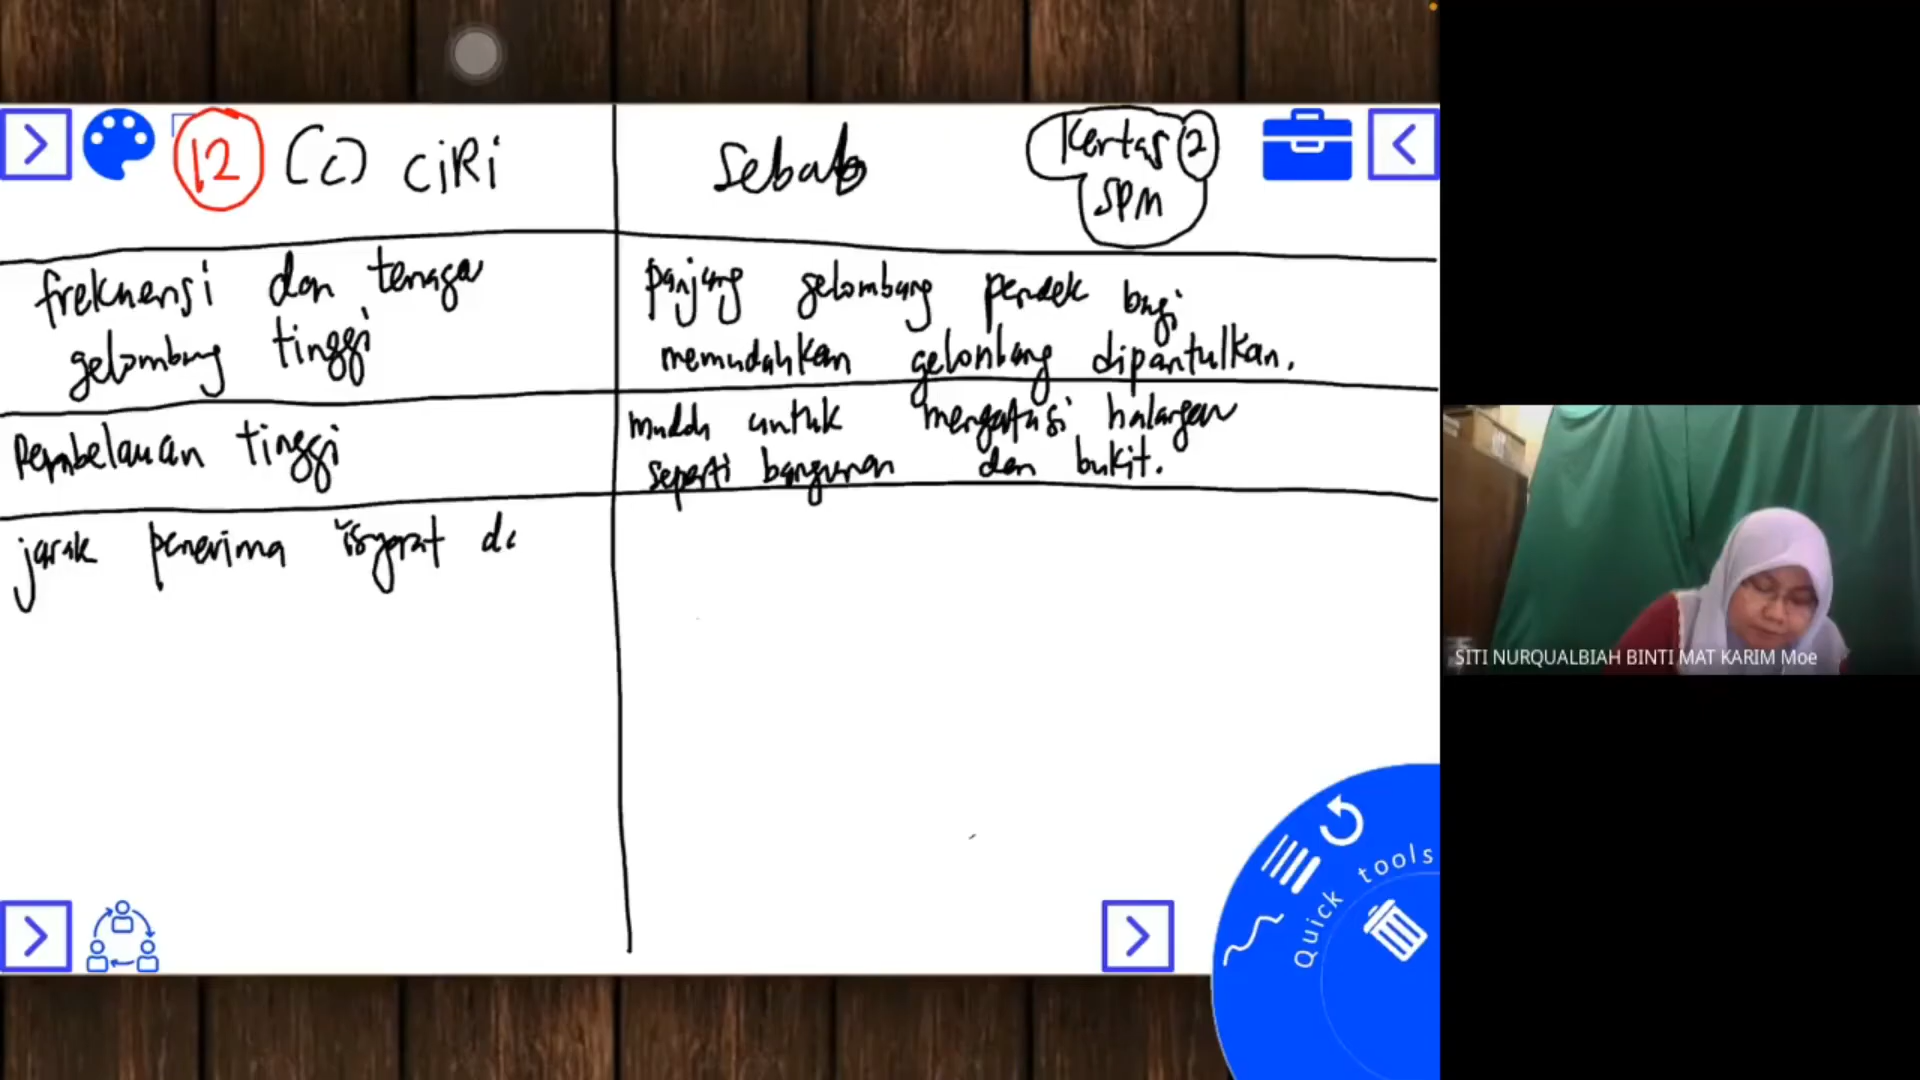 12 (c) CiRi
Sebab
Kertas 2
SPM
frekuensi dan tenaga
gelombang tinggi
panjang gelombang pendek bagi
memudahkan gelombang dipantulkan.
Pembelauan tinggi
mudah untuk mengatasi halangan
seperti bangunan dan bukit.
jarak penerima isyarat da
SITI NURQUALBIAH BINTI MAT KARIM Moe
Quick tools